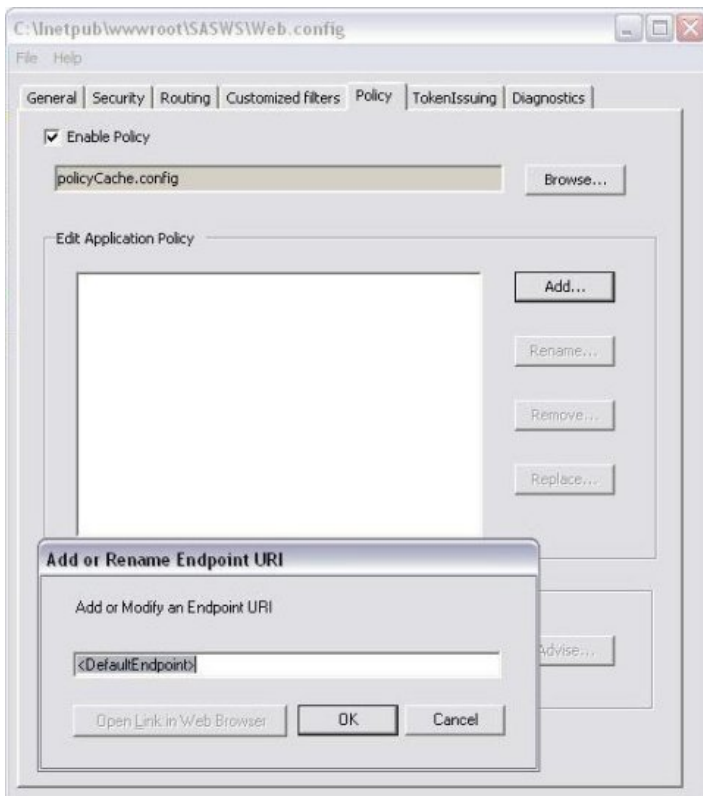 C:\Inetpub\wwwroot\SASWS\Web.config
File Help
General Security Routing Customized filters Policy TokenIssuing Diagnostics
Enable Policy
policyCache.config Browse...
Edit Application Policy
Add...
Rename...
Remove...
Replace...
Add or Rename Endpoint URI
Add or Modify an Endpoint URI
Advise...
<DefaultEndpoint>
Open Link in Web Browser OK Cancel